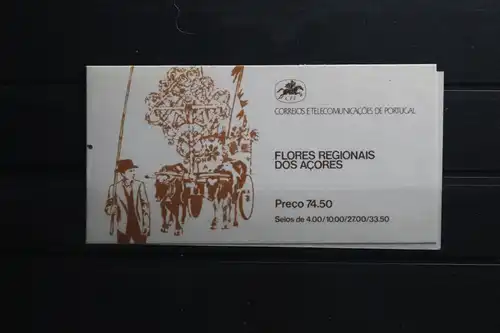 CTT
CORREIOS E TELECOMUNICAÇÕES DE PORTUGAL
FLORES REGIONAIS
DOS AÇORES
Preço 74.50
Selos de 4.00/10.00/27.00/33.50